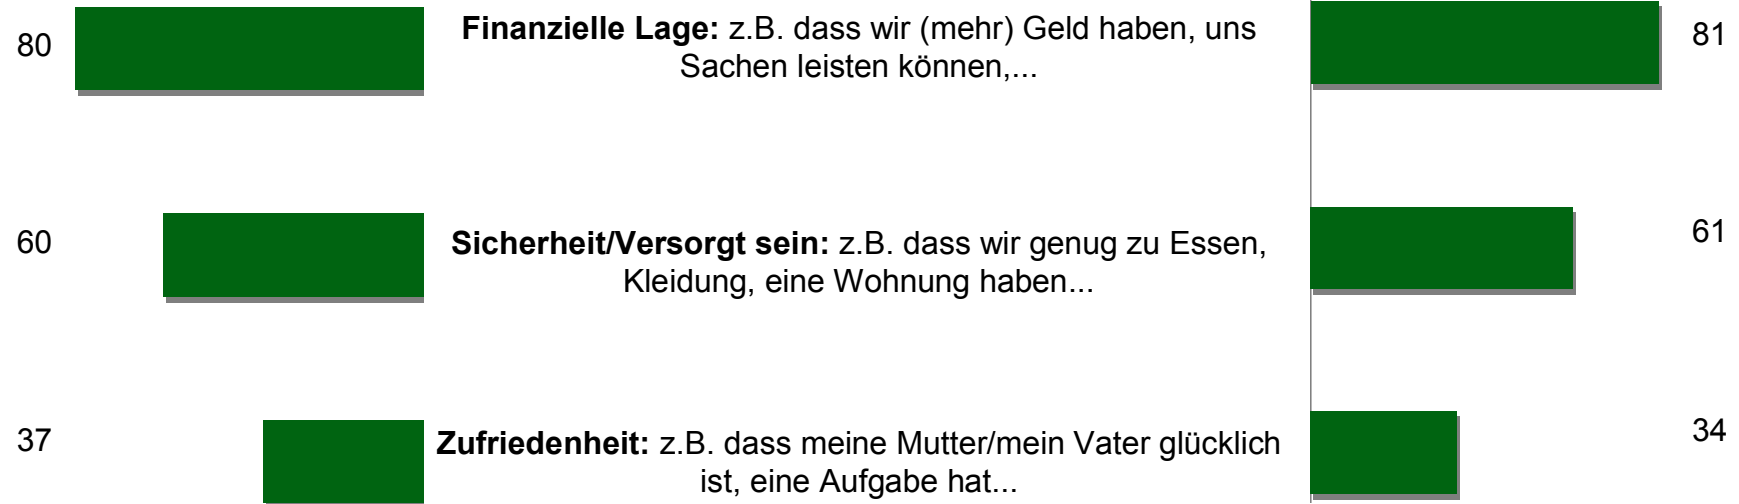 80
Finanzielle Lage: z.B. dass wir (mehr) Geld haben, uns
Sachen leisten können,...
81
60
Sicherheit/Versorgt sein: z.B. dass wir genug zu Essen,
Kleidung, eine Wohnung haben...
61
37
Zufriedenheit: z.B. dass meine Mutter/mein Vater glücklich
ist, eine Aufgabe hat...
34